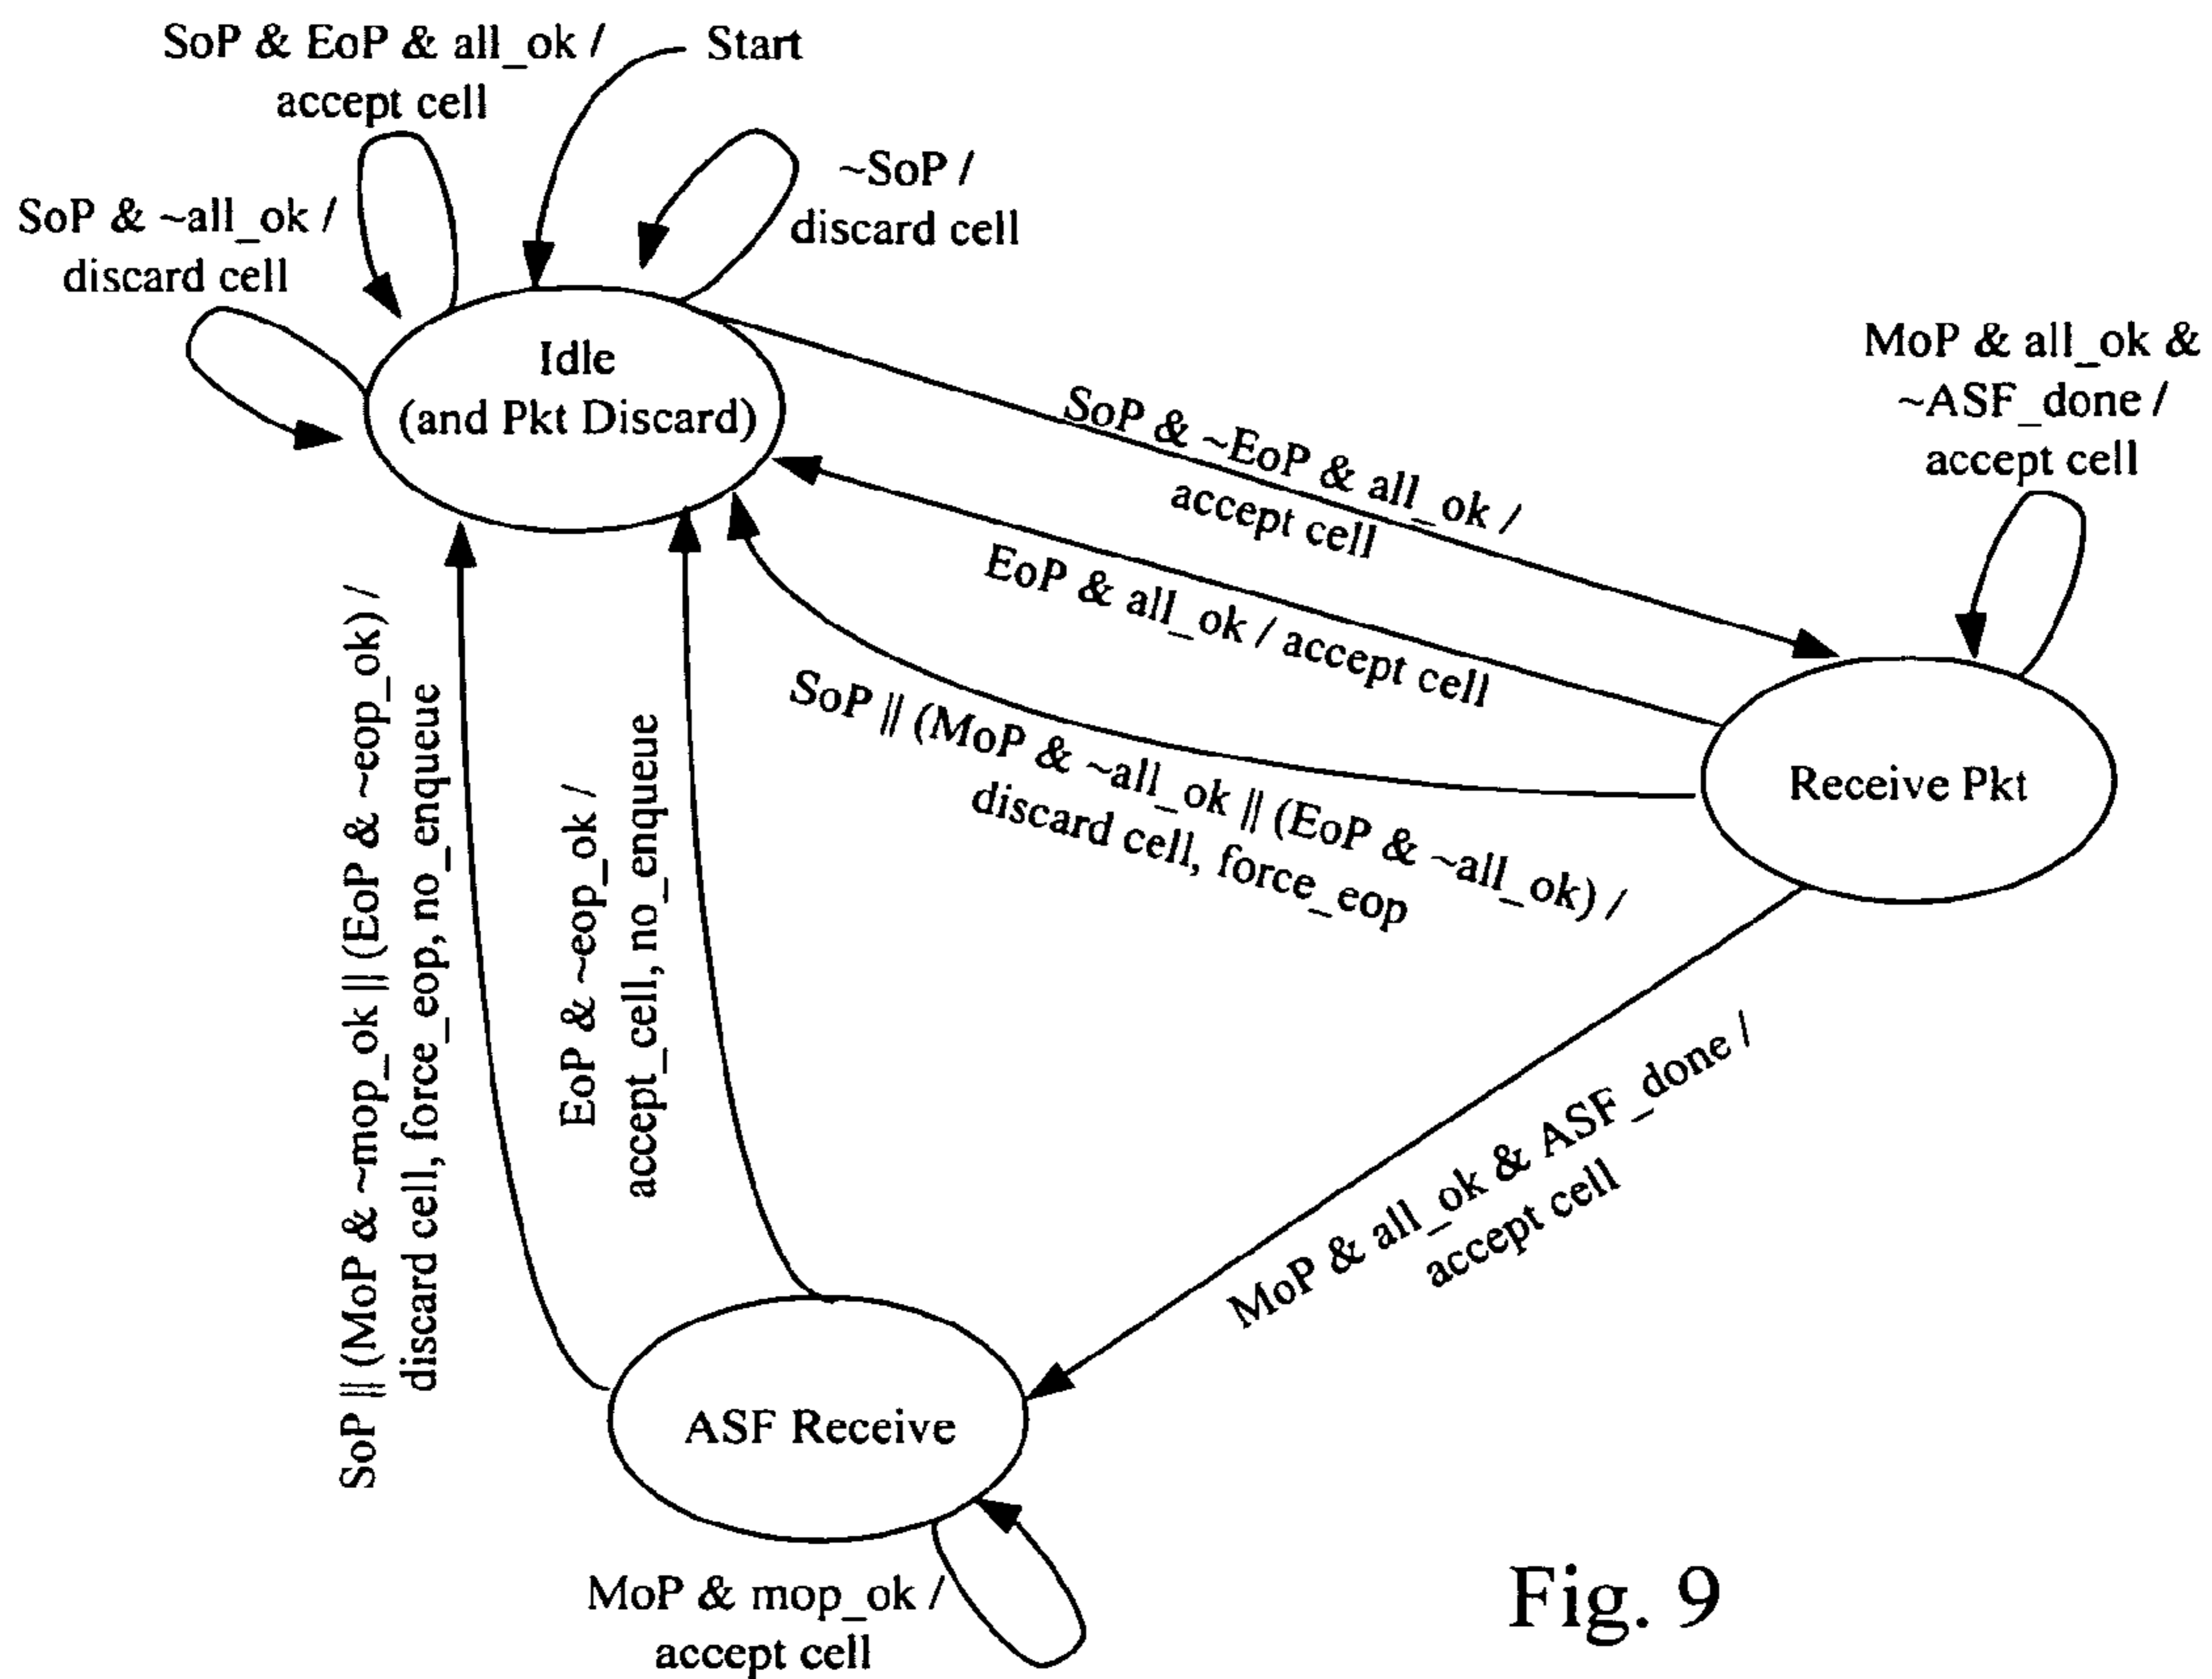 SoP & EoP & all_ok /
accept cell
Start
~SoP /
discard cell
SoP & ~all_ok /
discard cell
Idle
(and Pkt Discard)
MoP & all_ok &
~ASF_done /
accept cell
SoP & ~EoP & all_ok /
accept cell
EoP & all_ok / accept cell
SoP || (MoP & ~all_ok || (EoP & ~all_ok) /
discard cell, force_eop
Receive Pkt
SoP || (MoP & ~mop_ok || (EoP & ~eop_ok) /
discard cell, force_eop, no_enqueue
EoP & ~eop_ok /
accept_cell, no_enqueue
MoP & all_ok & ASF_done /
accept cell
ASF Receive
MoP & mop_ok /
accept cell
Fig. 9